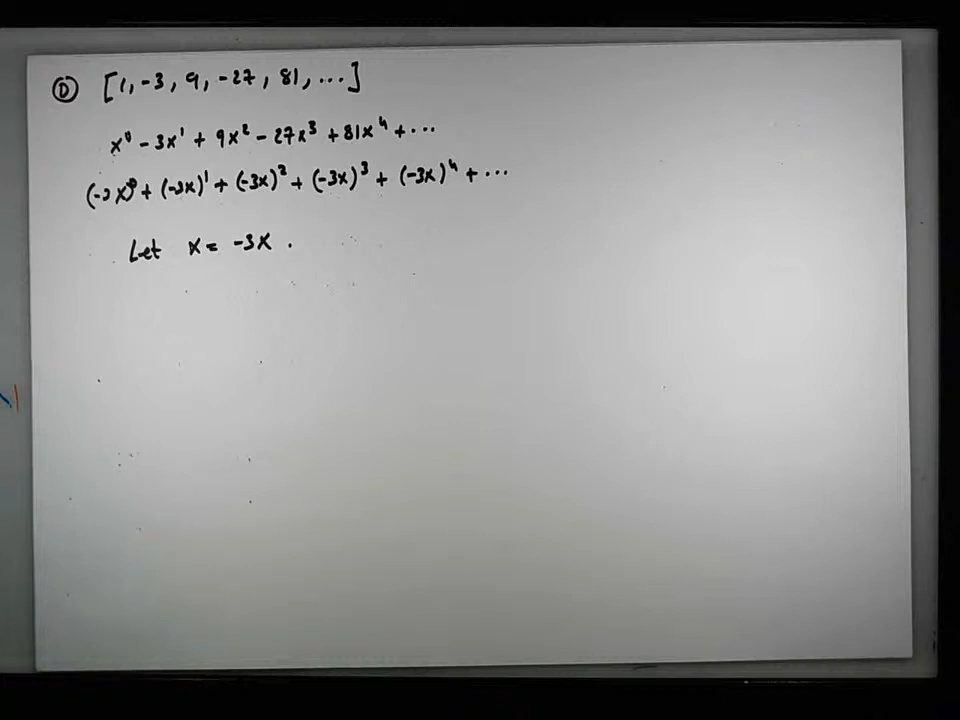 Ⓓ [1, -3, 9, -27, 81, ...]
x⁰ - 3x¹ + 9x² - 27x³ + 81x⁴ + ...
(-3x)⁰ + (-3x)¹ + (-3x)² + (-3x)³ + (-3x)⁴ + ...
Let x = -3x .